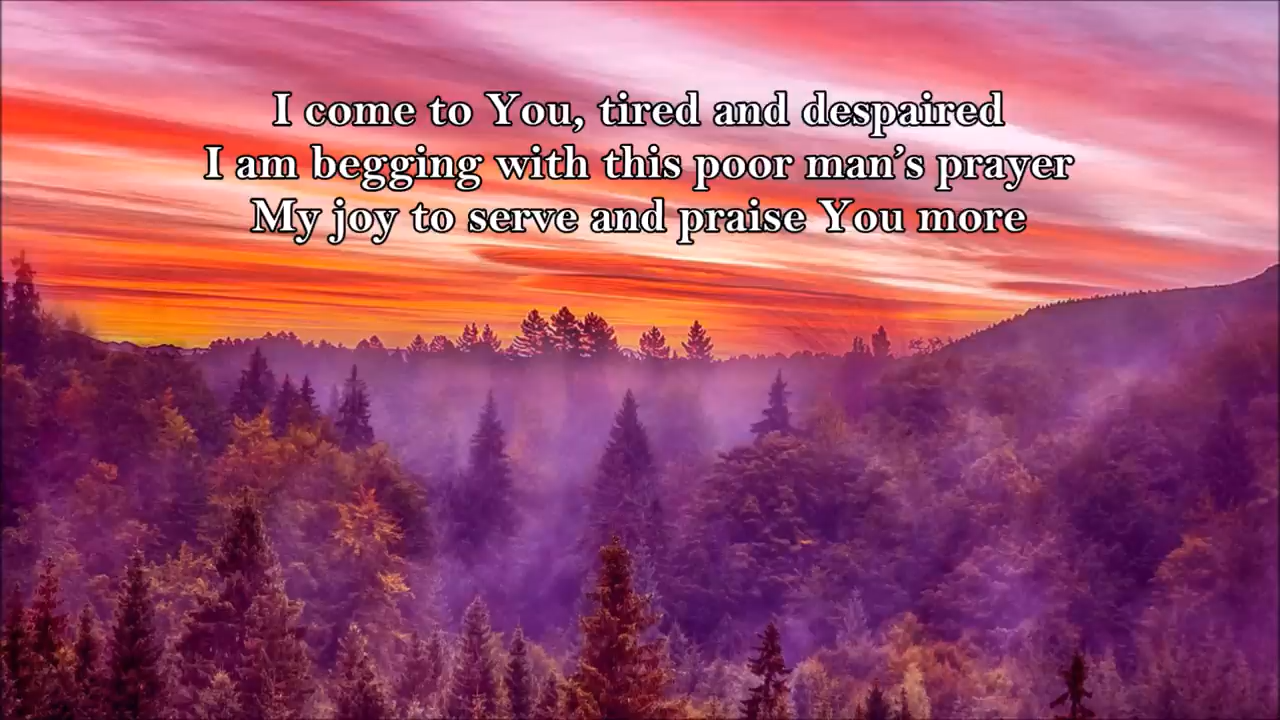 I come to You, tired and despaired
I am begging with this poor man’s prayer
My joy to serve and praise You more